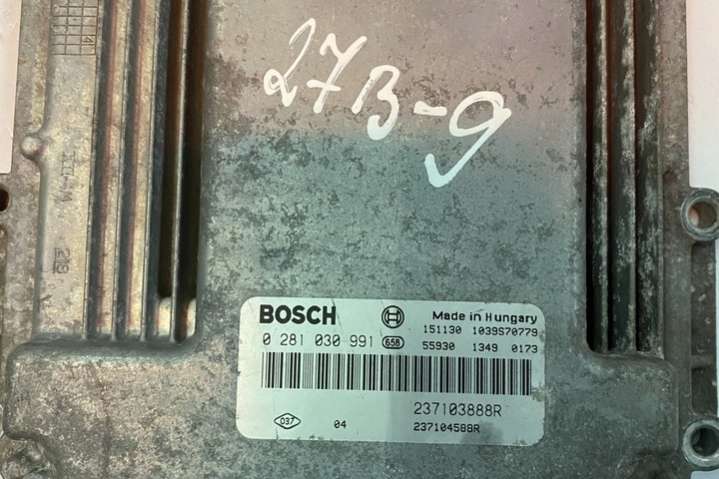 27B-9
BOSCH Made in Hungary
151130 1039S70779
0 281 030 991 658 55930 1349 0173
237103888R
037 04 237104588R